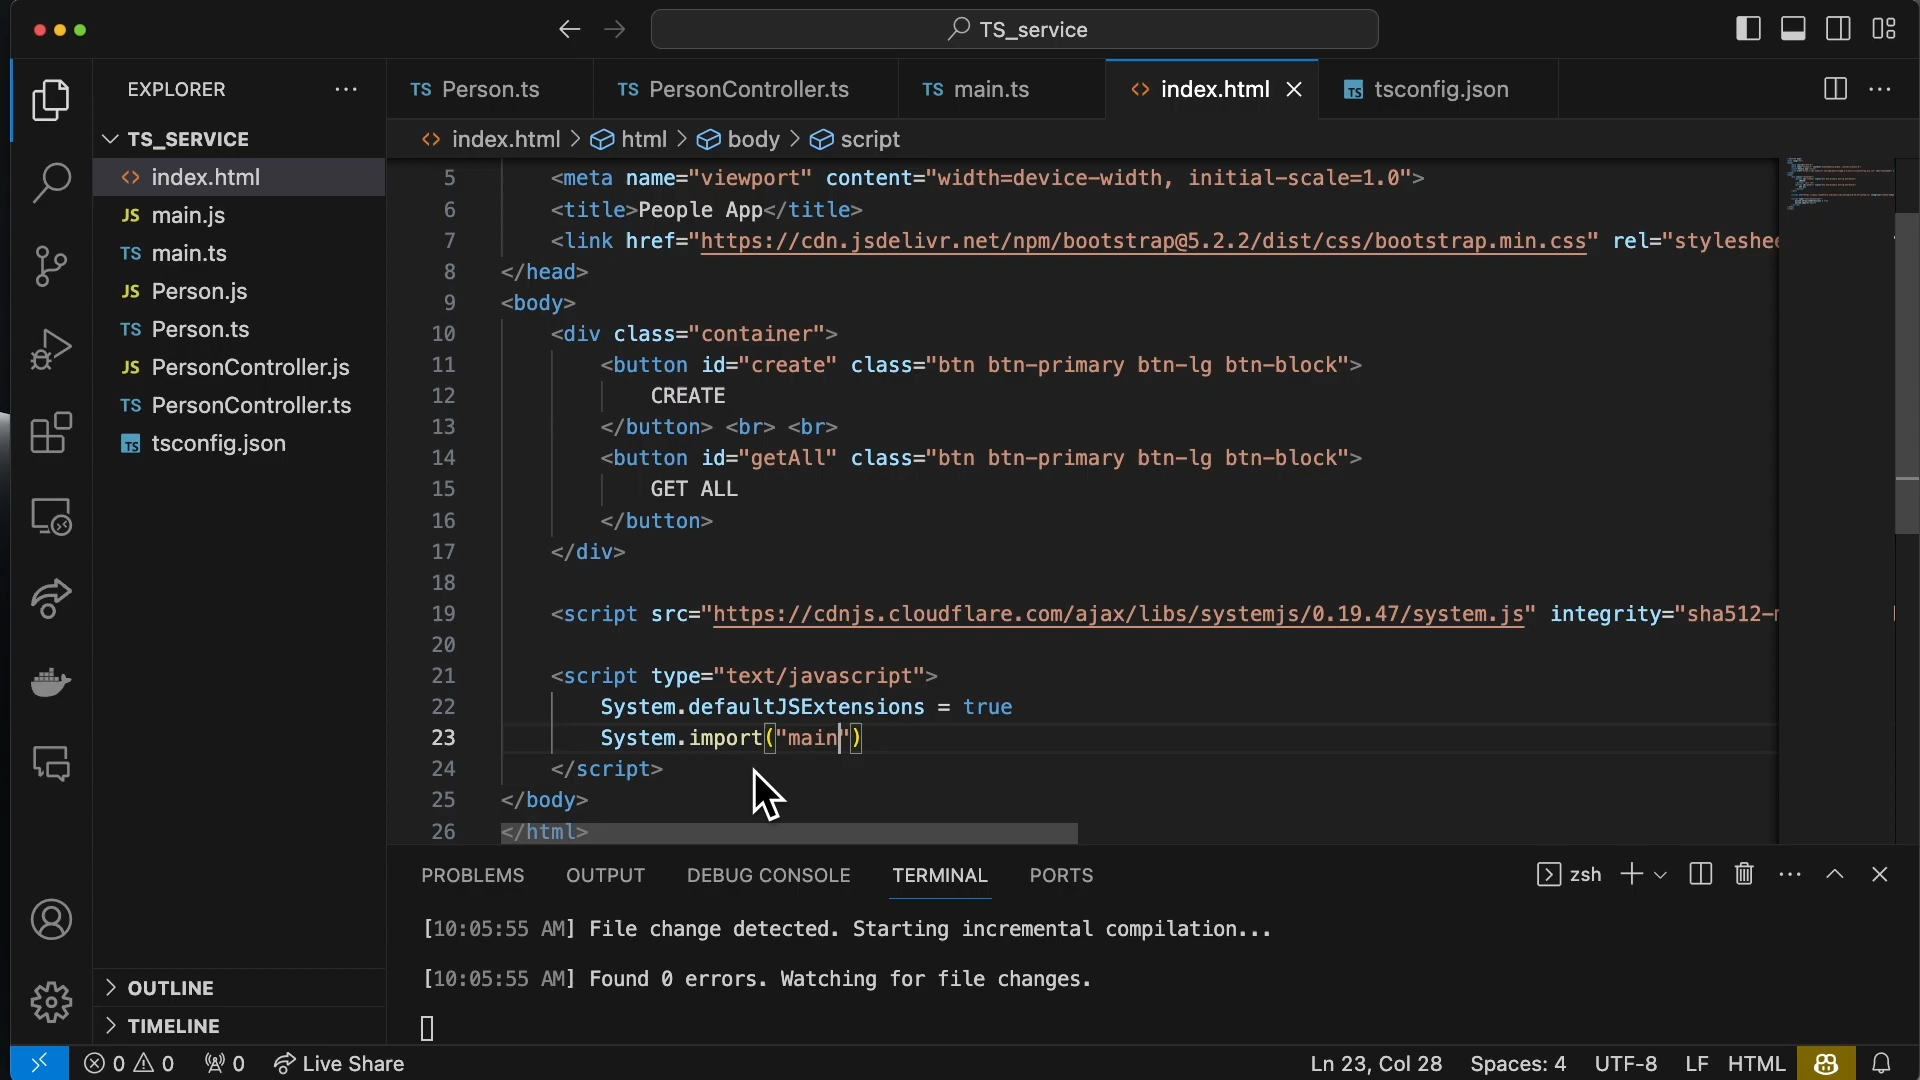 TS_service
EXPLORER
TS Person.ts
TS PersonController.ts
TS main.ts
<> index.html
TS tsconfig.json
TS_SERVICE
<> index.html > html > body > script
<> index.html
JS main.js
TS main.ts
JS Person.js
TS Person.ts
JS PersonController.js
TS PersonController.ts
TS tsconfig.json
OUTLINE
TIMELINE
5 <meta name="viewport" content="width=device-width, initial-scale=1.0">
6 <title>People App</title>
7 <link href="https://cdn.jsdelivr.net/npm/bootstrap@5.2.2/dist/css/bootstrap.min.css" rel="styleshee
8 </head>
9 <body>
10 <div class="container">
11 <button id="create" class="btn btn-primary btn-lg btn-block">
12 CREATE
13 </button> <br> <br>
14 <button id="getAll" class="btn btn-primary btn-lg btn-block">
15 GET ALL
16 </button>
17 </div>
18
19 <script src="https://cdnjs.cloudflare.com/ajax/libs/systemjs/0.19.47/system.js" integrity="sha512-
20
21 <script type="text/javascript">
22 System.defaultJSExtensions = true
23 System.import("main")
24 </script>
25 </body>
26 </html>
PROBLEMS OUTPUT DEBUG CONSOLE TERMINAL PORTS
zsh
[10:05:55 AM] File change detected. Starting incremental compilation...
[10:05:55 AM] Found 0 errors. Watching for file changes.
0 0 0 Live Share
Ln 23, Col 28 Spaces: 4 UTF-8 LF HTML